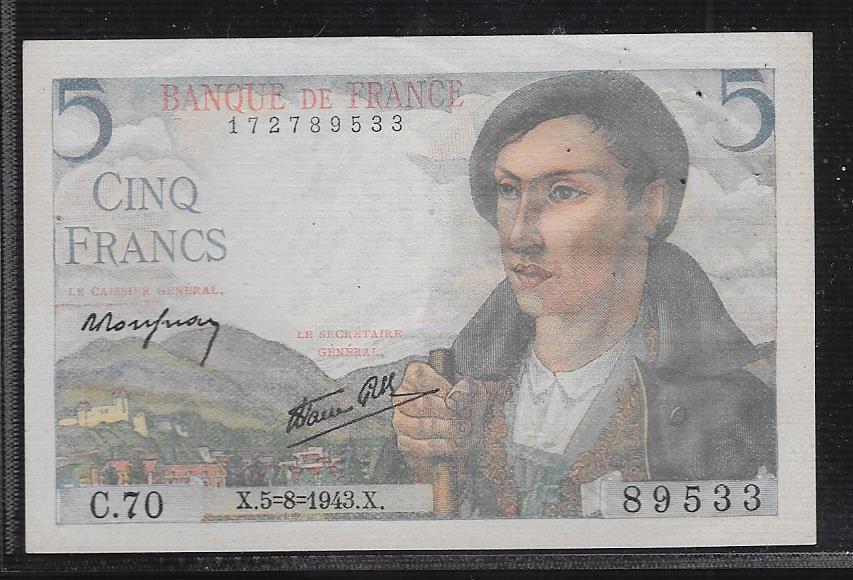 5 BANQUE DE FRANCE 5
172789533
CINQ
FRANCS
LE CAISSIER GÉNÉRAL,
LE SECRÉTAIRE
GÉNÉRAL,
C.70 X.5=8=1943.X. 89533